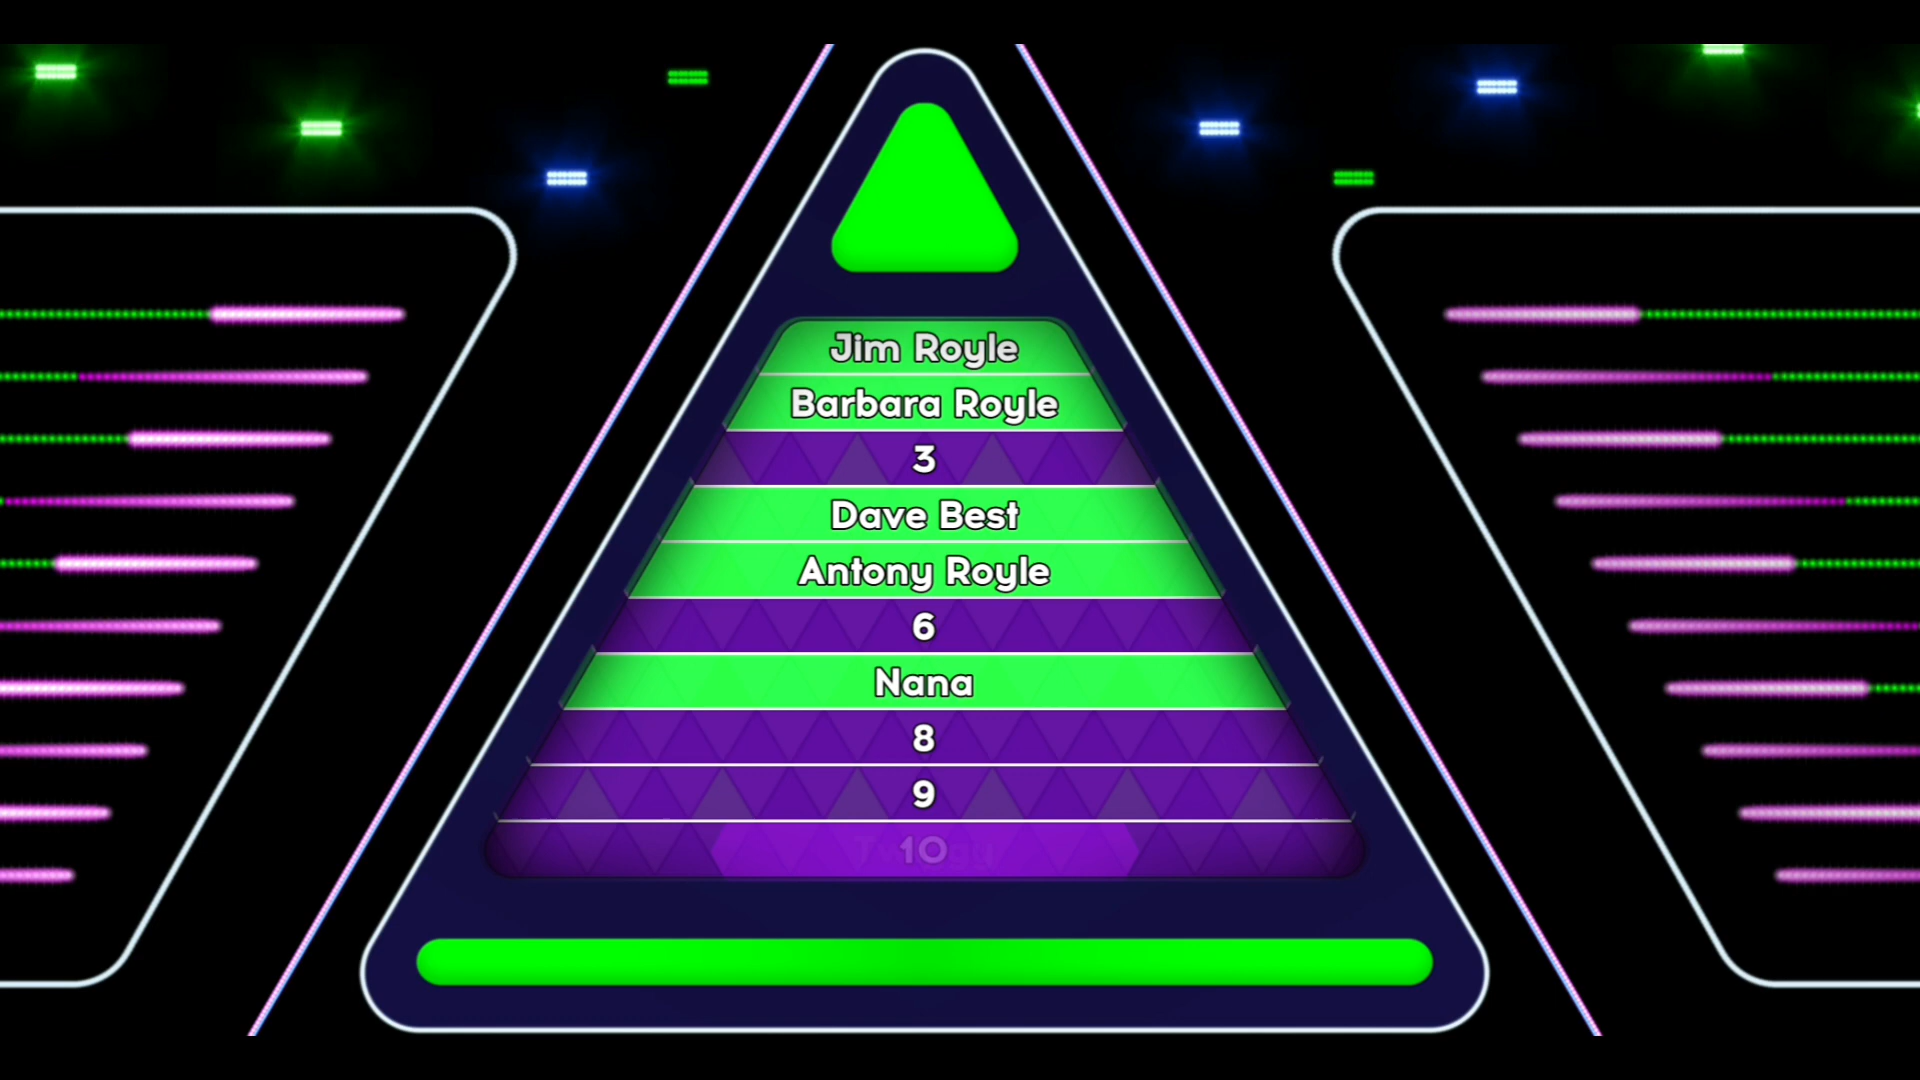 Jim Royle
Barbara Royle
3
Dave Best
Antony Royle
6
Nana
8
9
10